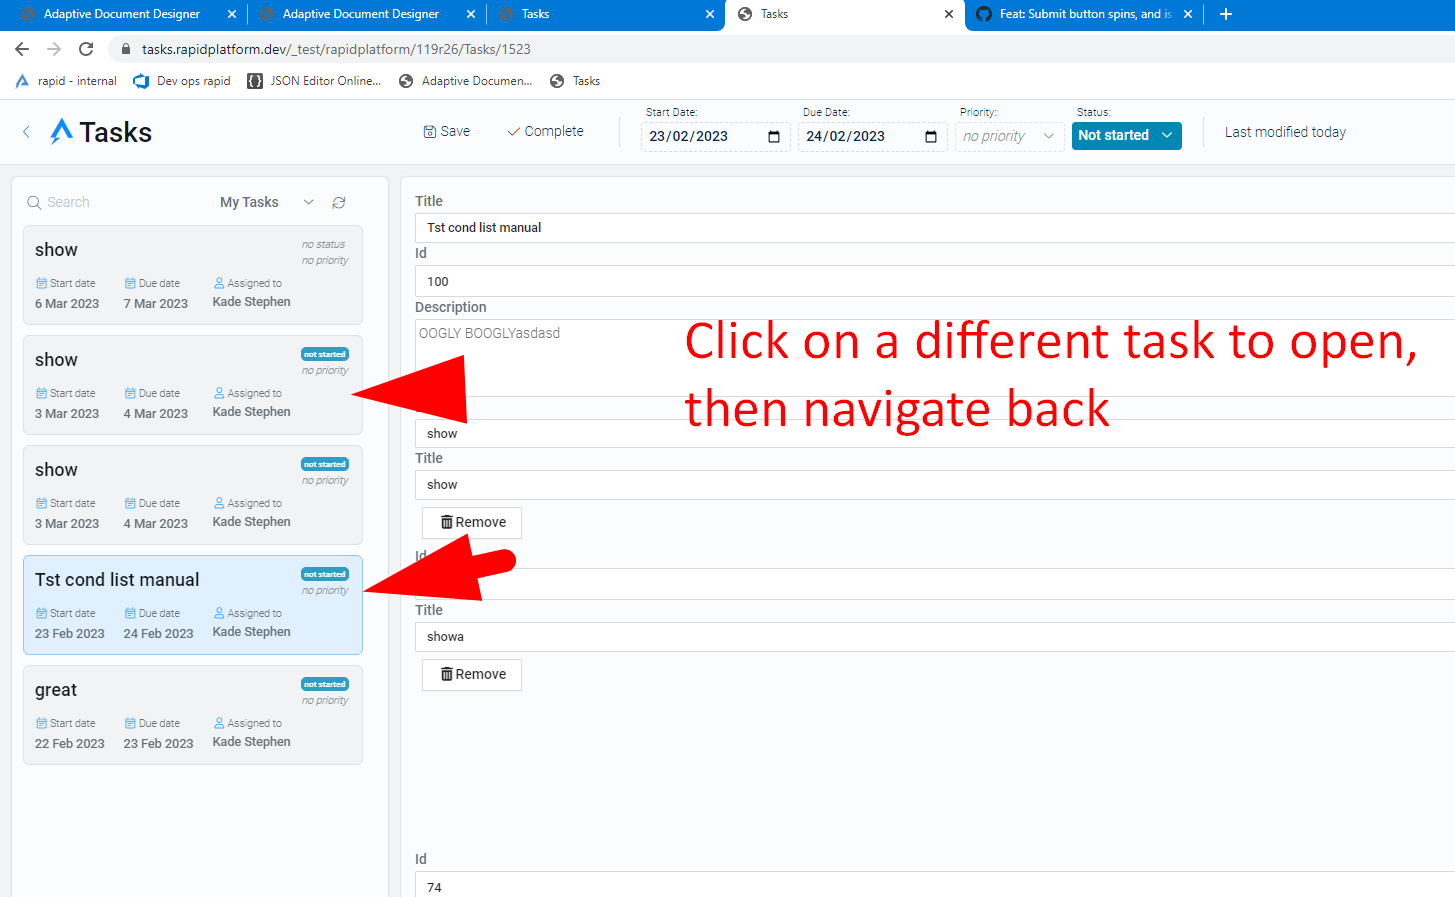 Adaptive Document Designer
Adaptive Document Designer
Tasks
Tasks
Feat: Submit button spins, and is
tasks.rapidplatform.dev/_test/rapidplatform/119r26/Tasks/1523
rapid - internal
Dev ops rapid
JSON Editor Online...
Adaptive Documen...
Tasks
Tasks
Save
Complete
Start Date:
23/02/2023
Due Date:
24/02/2023
Priority:
no priority
Status:
Not started
Last modified today
Search
My Tasks
show
no status
no priority
Start date
Due date
Assigned to
6 Mar 2023
7 Mar 2023
Kade Stephen
show
not started
no priority
Start date
Due date
Assigned to
3 Mar 2023
4 Mar 2023
Kade Stephen
show
not started
no priority
Start date
Due date
Assigned to
3 Mar 2023
4 Mar 2023
Kade Stephen
Tst cond list manual
not started
no priority
Start date
Due date
Assigned to
23 Feb 2023
24 Feb 2023
Kade Stephen
great
not started
no priority
Start date
Due date
Assigned to
22 Feb 2023
23 Feb 2023
Kade Stephen
Title
Tst cond list manual
Id
100
Description
OOGLY BOOGLYasdasd
Click on a different task to open,
then navigate back
show
Title
show
Remove
Id
Title
showa
Remove
Id
74